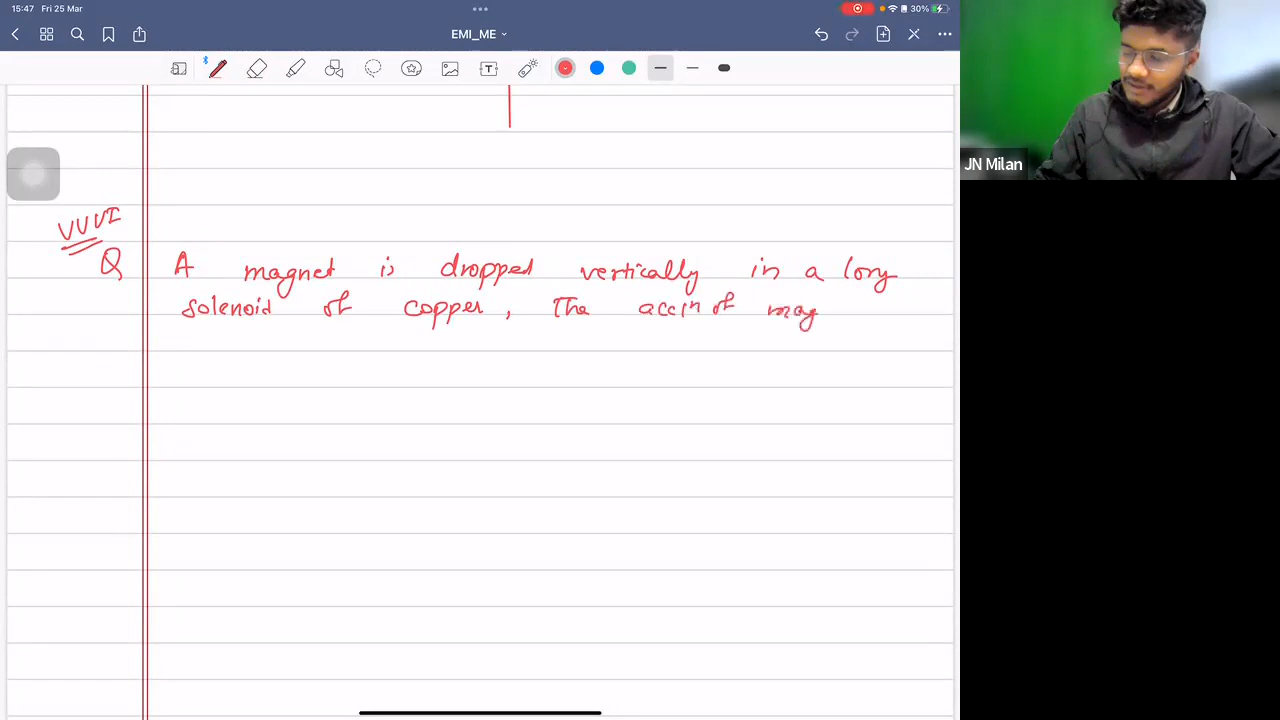 15:47 Fri 25 Mar
30%
EMI_ME
JN Milan
VVVI
Q A magnet is dropped vertically in a long
solenoid of copper, The accln of mag